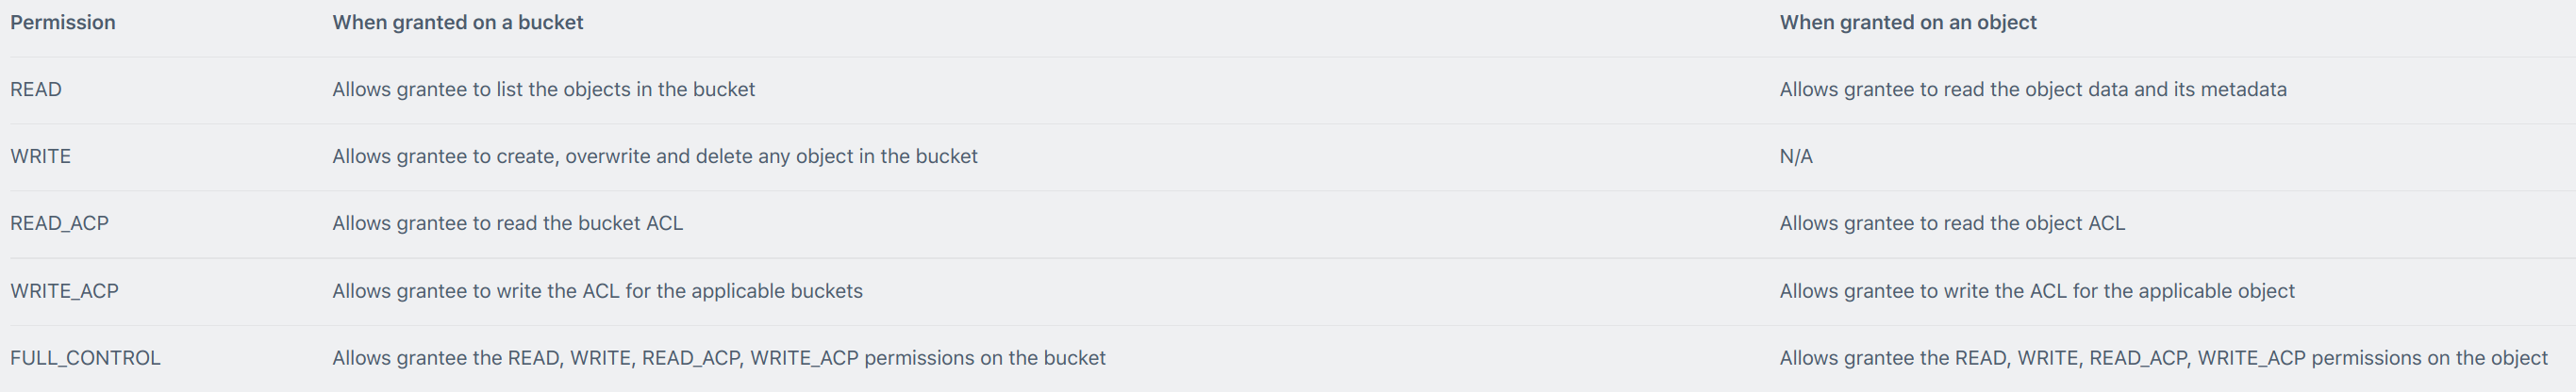 Permission When granted on a bucket When granted on an object
READ Allows grantee to list the objects in the bucket Allows grantee to read the object data and its metadata
WRITE Allows grantee to create, overwrite and delete any object in the bucket N/A
READ_ACP Allows grantee to read the bucket ACL Allows grantee to read the object ACL
WRITE_ACP Allows grantee to write the ACL for the applicable buckets Allows grantee to write the ACL for the applicable object
FULL_CONTROL Allows grantee the READ, WRITE, READ_ACP, WRITE_ACP permissions on the bucket Allows grantee the READ, WRITE, READ_ACP, WRITE_ACP permissions on the object